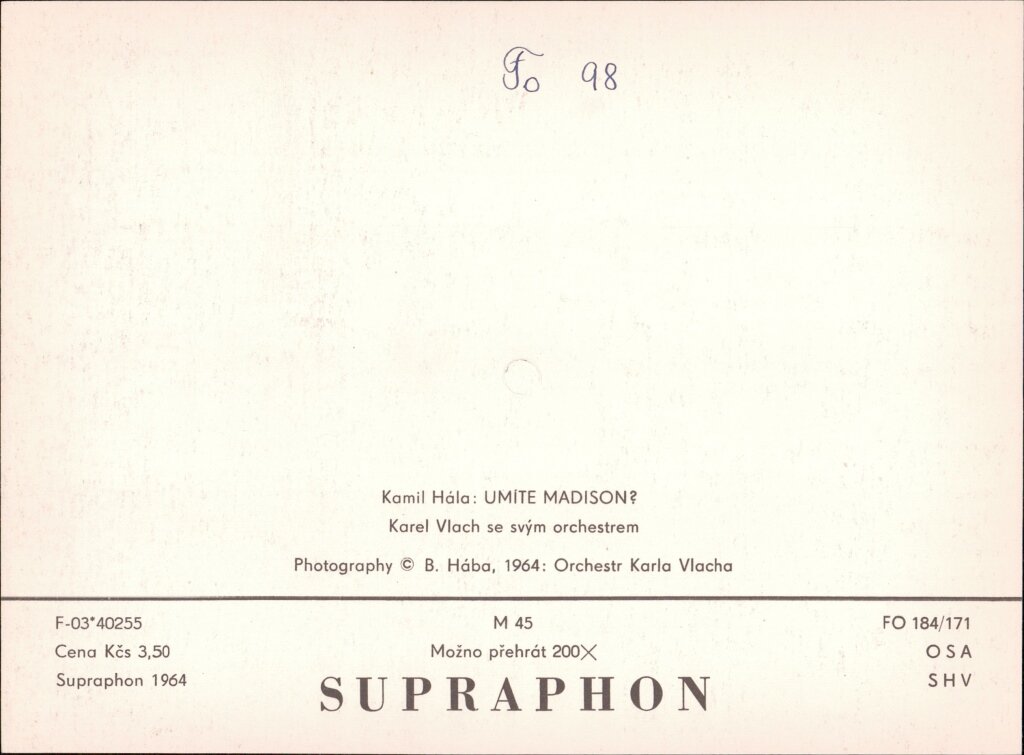 Fo 98
Kamil Hála: UMÍTE MADISON?
Karel Vlach se svým orchestrem
Photography © B. Hába, 1964: Orchestr Karla Vlacha
F-03*40255 M 45 FO 184/171
Cena Kčs 3,50 Možno přehrát 200X OSA
Supraphon 1964 SUPRAPHON SHV